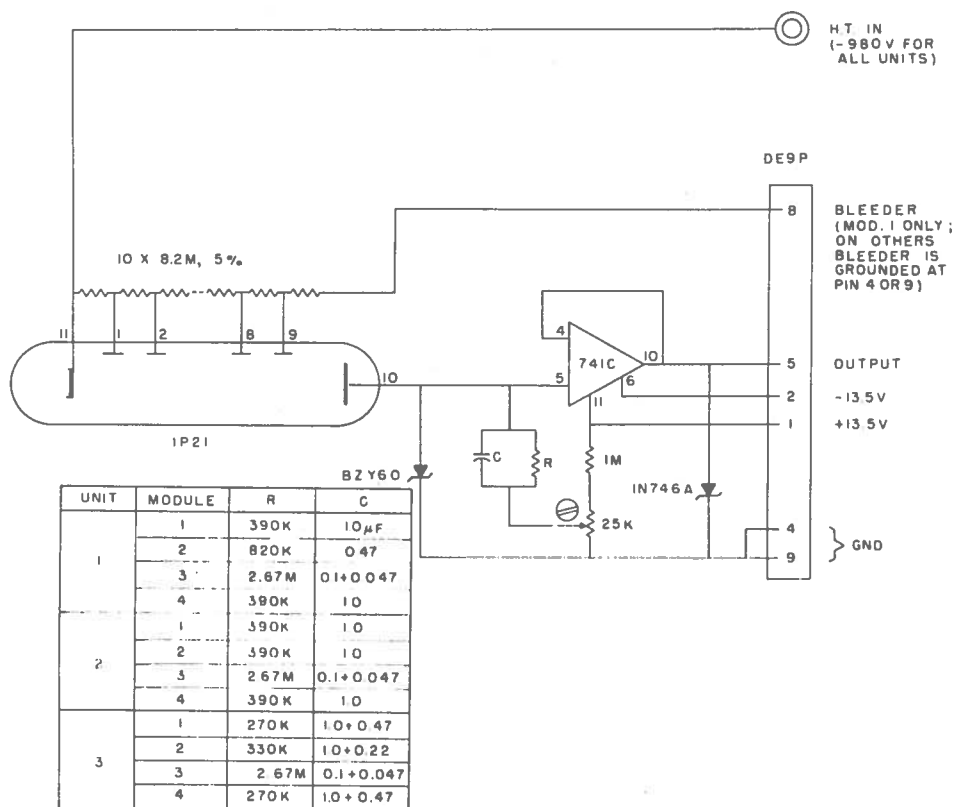 H.T. IN
(-980V FOR
ALL UNITS)
DE9P
8
BLEEDER
(MOD. 1 ONLY;
ON OTHERS
BLEEDER IS
GROUNDED AT
PIN 4 OR 9)
10 X 8.2M, 5%
11
1
2
8
9
10
1P21
4
741C
10
5
6
11
5
OUTPUT
2
-13.5V
1
+13.5V
C
R
1M
BZY60
25K
1N746A
4
9
GND
UNIT MODULE R C
1
1 390K 1.0µF
2 820K 0.47
3 2.67M 0.1+0.047
4 390K 1.0
2
1 390K 1.0
2 390K 1.0
3 2.67M 0.1+0.047
4 390K 1.0
3
1 270K 1.0+0.47
2 330K 1.0+0.22
3 2.67M 0.1+0.047
4 270K 1.0+0.47